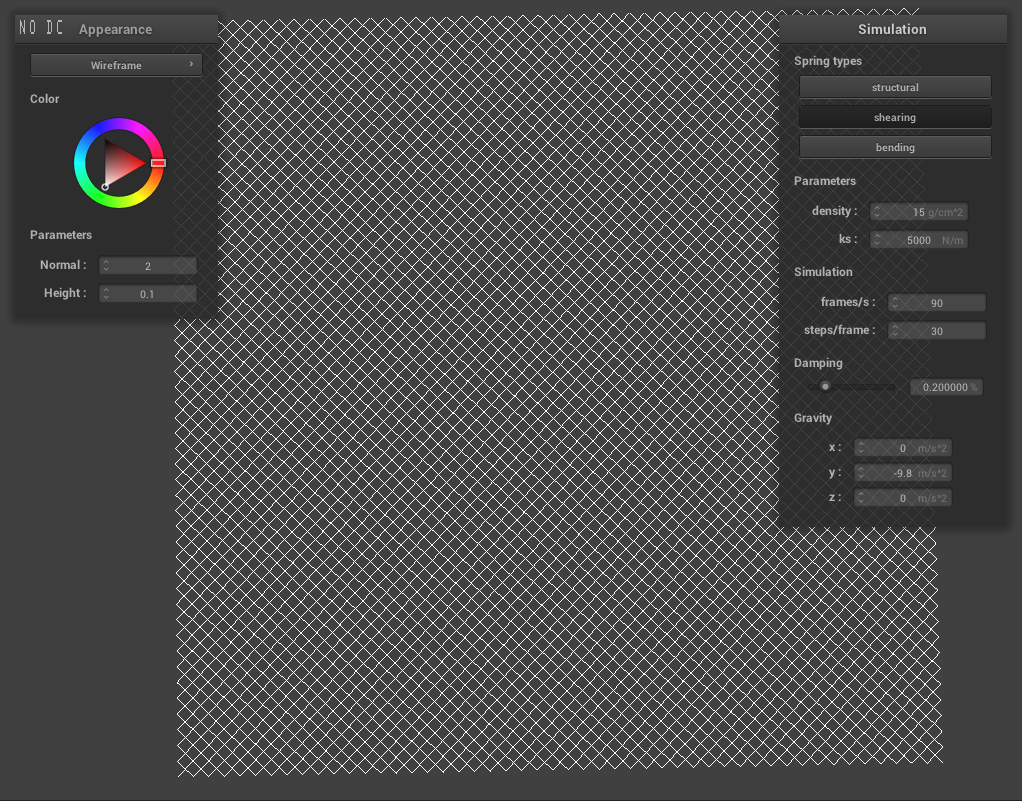 NO DC Appearance
Wireframe
Color
Parameters
Normal : 2
Height : 0.1
Simulation
Spring types
structural
shearing
bending
Parameters
density : 15 g/cm^2
ks : 5000 N/m
Simulation
frames/s : 90
steps/frame : 30
Damping
0.200000 %
Gravity
x : 0 m/s^2
y : -9.8 m/s^2
z : 0 m/s^2